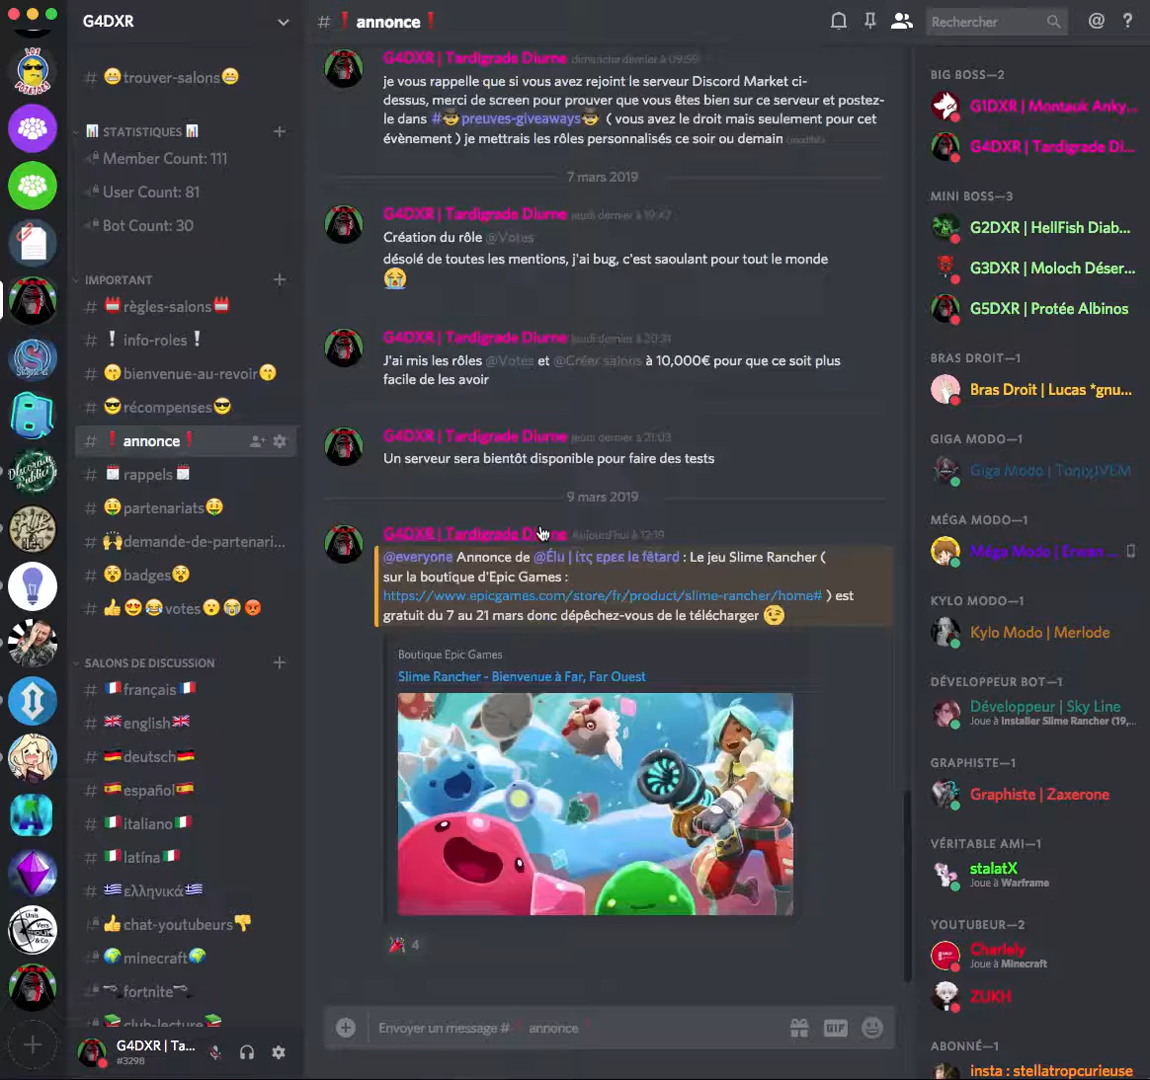 G4DXR
# trouver-salons
STATISTIQUES
Member Count: 111
User Count: 81
Bot Count: 30
IMPORTANT
# règles-salons
# info-roles
# bienvenue-au-revoir
# récompenses
# annonce
# rappels
# partenariats
# demande-de-partenari...
# badges
# votes
SALONS DE DISCUSSION
# français
# english
# deutsch
# español
# italiano
# latína
# ελληνικά
# chat-youtubeurs
# minecraft
# fortnite
# club-lecture
G4DXR | Ta...
#3298
# annonce
Rechercher
G4DXR | Tardigrade Diurne dimanche dernier à 09:59
je vous rappelle que si vous avez rejoint le serveur Discord Market ci-
dessus, merci de screen pour prouver que vous êtes bien sur ce serveur et postez-
le dans # preuves-giveaways ( vous avez le droit mais seulement pour cet
évènement ) je mettrais les rôles personnalisés ce soir ou demain (modifié)
7 mars 2019
G4DXR | Tardigrade Diurne jeudi dernier à 19:47
Création du rôle @Votes
désolé de toutes les mentions, j'ai bug, c'est saoulant pour tout le monde
G4DXR | Tardigrade Diurne jeudi dernier à 20:31
J'ai mis les rôles @Votes et @Créer salons à 10,000€ pour que ce soit plus
facile de les avoir
G4DXR | Tardigrade Diurne jeudi dernier à 21:03
Un serveur sera bientôt disponible pour faire des tests
9 mars 2019
G4DXR | Tardigrade Diurne Aujourd'hui à 12:19
@everyone Annonce de @Élu | ίτς ερεε le fêtard : Le jeu Slime Rancher (
sur la boutique d'Epic Games :
https://www.epicgames.com/store/fr/product/slime-rancher/home# ) est
gratuit du 7 au 21 mars donc dépêchez-vous de le télécharger
Boutique Epic Games
Slime Rancher - Bienvenue à Far, Far Ouest
4
Envoyer un message # annonce
GIF
BIG BOSS—2
G1DXR | Montauk Anky...
G4DXR | Tardigrade Di...
MINI BOSS—3
G2DXR | HellFish Diab...
G3DXR | Moloch Déser...
G5DXR | Protée Albinos
BRAS DROIT—1
Bras Droit | Lucas *gnu...
GIGA MODO—1
Giga Modo | TonixJVEM
MÉGA MODO—1
Méga Modo | Erwan ...
KYLO MODO—1
Kylo Modo | Merlode
DÉVELOPPEUR BOT—1
Développeur | Sky Line
Joue à Installer Slime Rancher (19,...
GRAPHISTE—1
Graphiste | Zaxerone
VÉRITABLE AMI—1
stalatX
Joue à Warframe
YOUTUBEUR—2
Charlely
Joue à Minecraft
ZUKH
ABONNÉ—1
insta : stellatropcurieuse